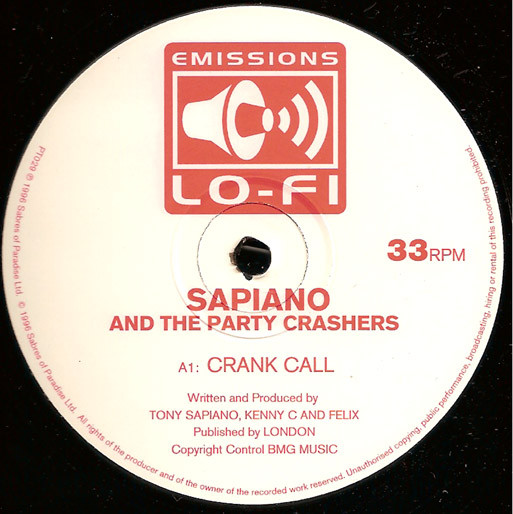 EMISSIONS
LO-FI
33RPM
SAPIANO
AND THE PARTY CRASHERS
A1: CRANK CALL
Written and Produced by
TONY SAPIANO, KENNY C AND FELIX
Published by LONDON
Copyright Control BMG MUSIC
PT029 ℗ 1996 Sabres of Paradise Ltd. © 1996 Sabres of Paradise Ltd. All rights of the producer and of the owner of the recorded work reserved. Unauthorised copying, public performance, broadcasting, hiring or rental of this recording prohibited.